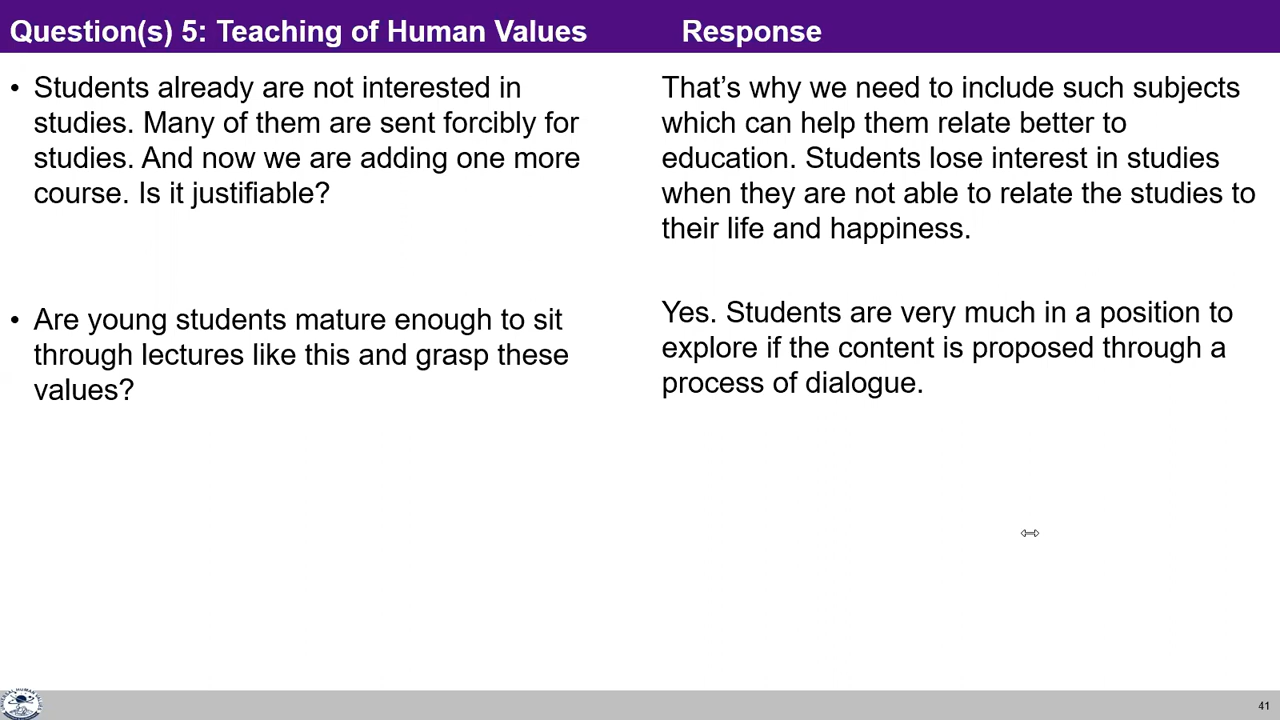 Question(s) 5: Teaching of Human Values
Response
• Students already are not interested in
studies. Many of them are sent forcibly for
studies. And now we are adding one more
course. Is it justifiable?
That’s why we need to include such subjects
which can help them relate better to
education. Students lose interest in studies
when they are not able to relate the studies to
their life and happiness.
• Are young students mature enough to sit
through lectures like this and grasp these
values?
Yes. Students are very much in a position to
explore if the content is proposed through a
process of dialogue.
41